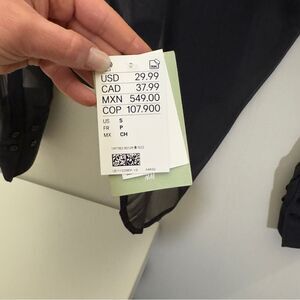 USD 29.99
CAD 37.99
MXN 549.00
COP 107.900
US S
FR P
MX CH